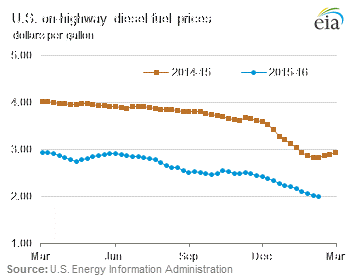 U.S. on-highway diesel fuel prices
dollars per gallon
eia
5.00
2014-15
2015-16
4.00
3.00
2.00
1.00
Mar
Jun
Sep
Dec
Mar
Source: U.S. Energy Information Administration